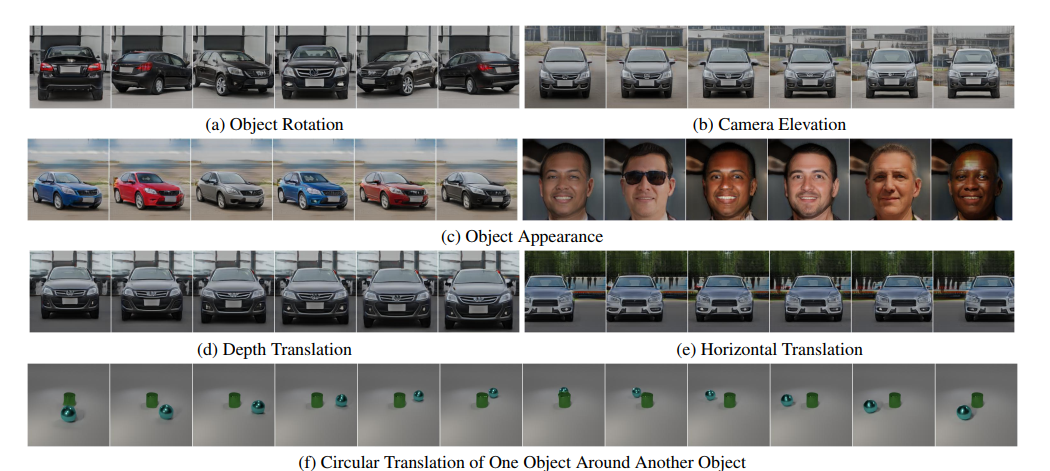 (a) Object Rotation
(b) Camera Elevation
(c) Object Appearance
(d) Depth Translation
(e) Horizontal Translation
(f) Circular Translation of One Object Around Another Object